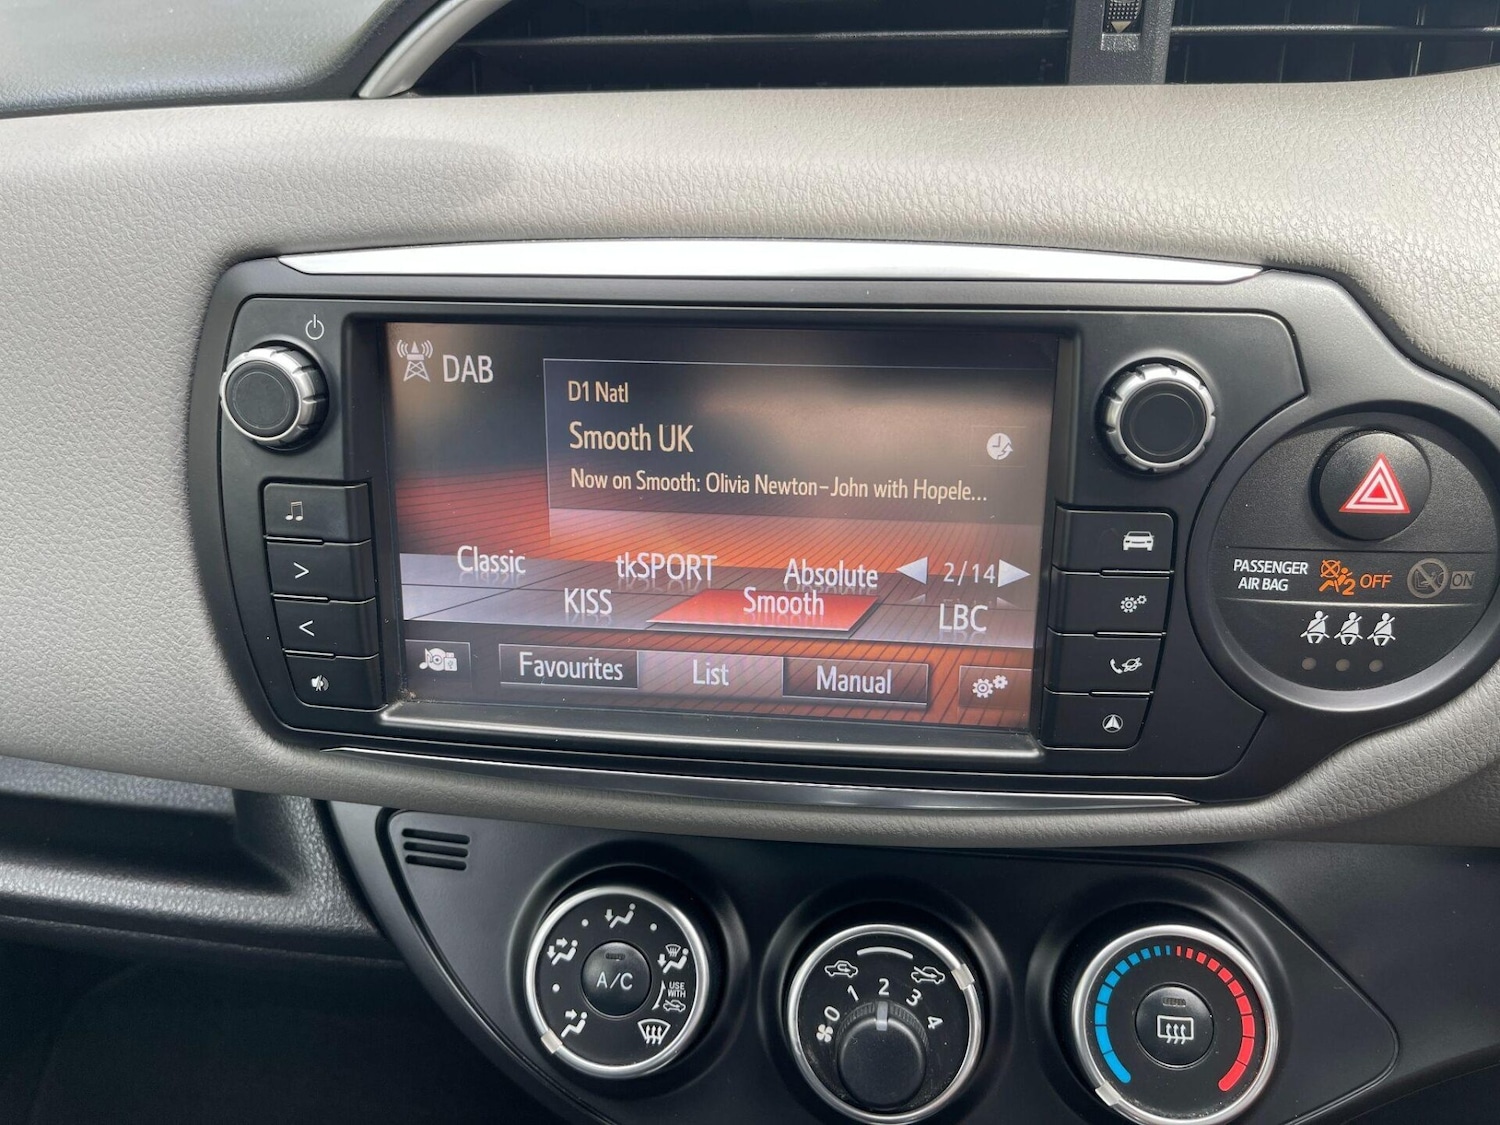 DAB
D1 Natl
Smooth UK
Now on Smooth: Olivia Newton-John with Hopele...
Classic
tkSPORT
Absolute
2/14
KISS
Smooth
LBC
Favourites
List
Manual
PASSENGER
AIR BAG
2 OFF
ON
A/C
USE
WITH
0
1
2
3
4